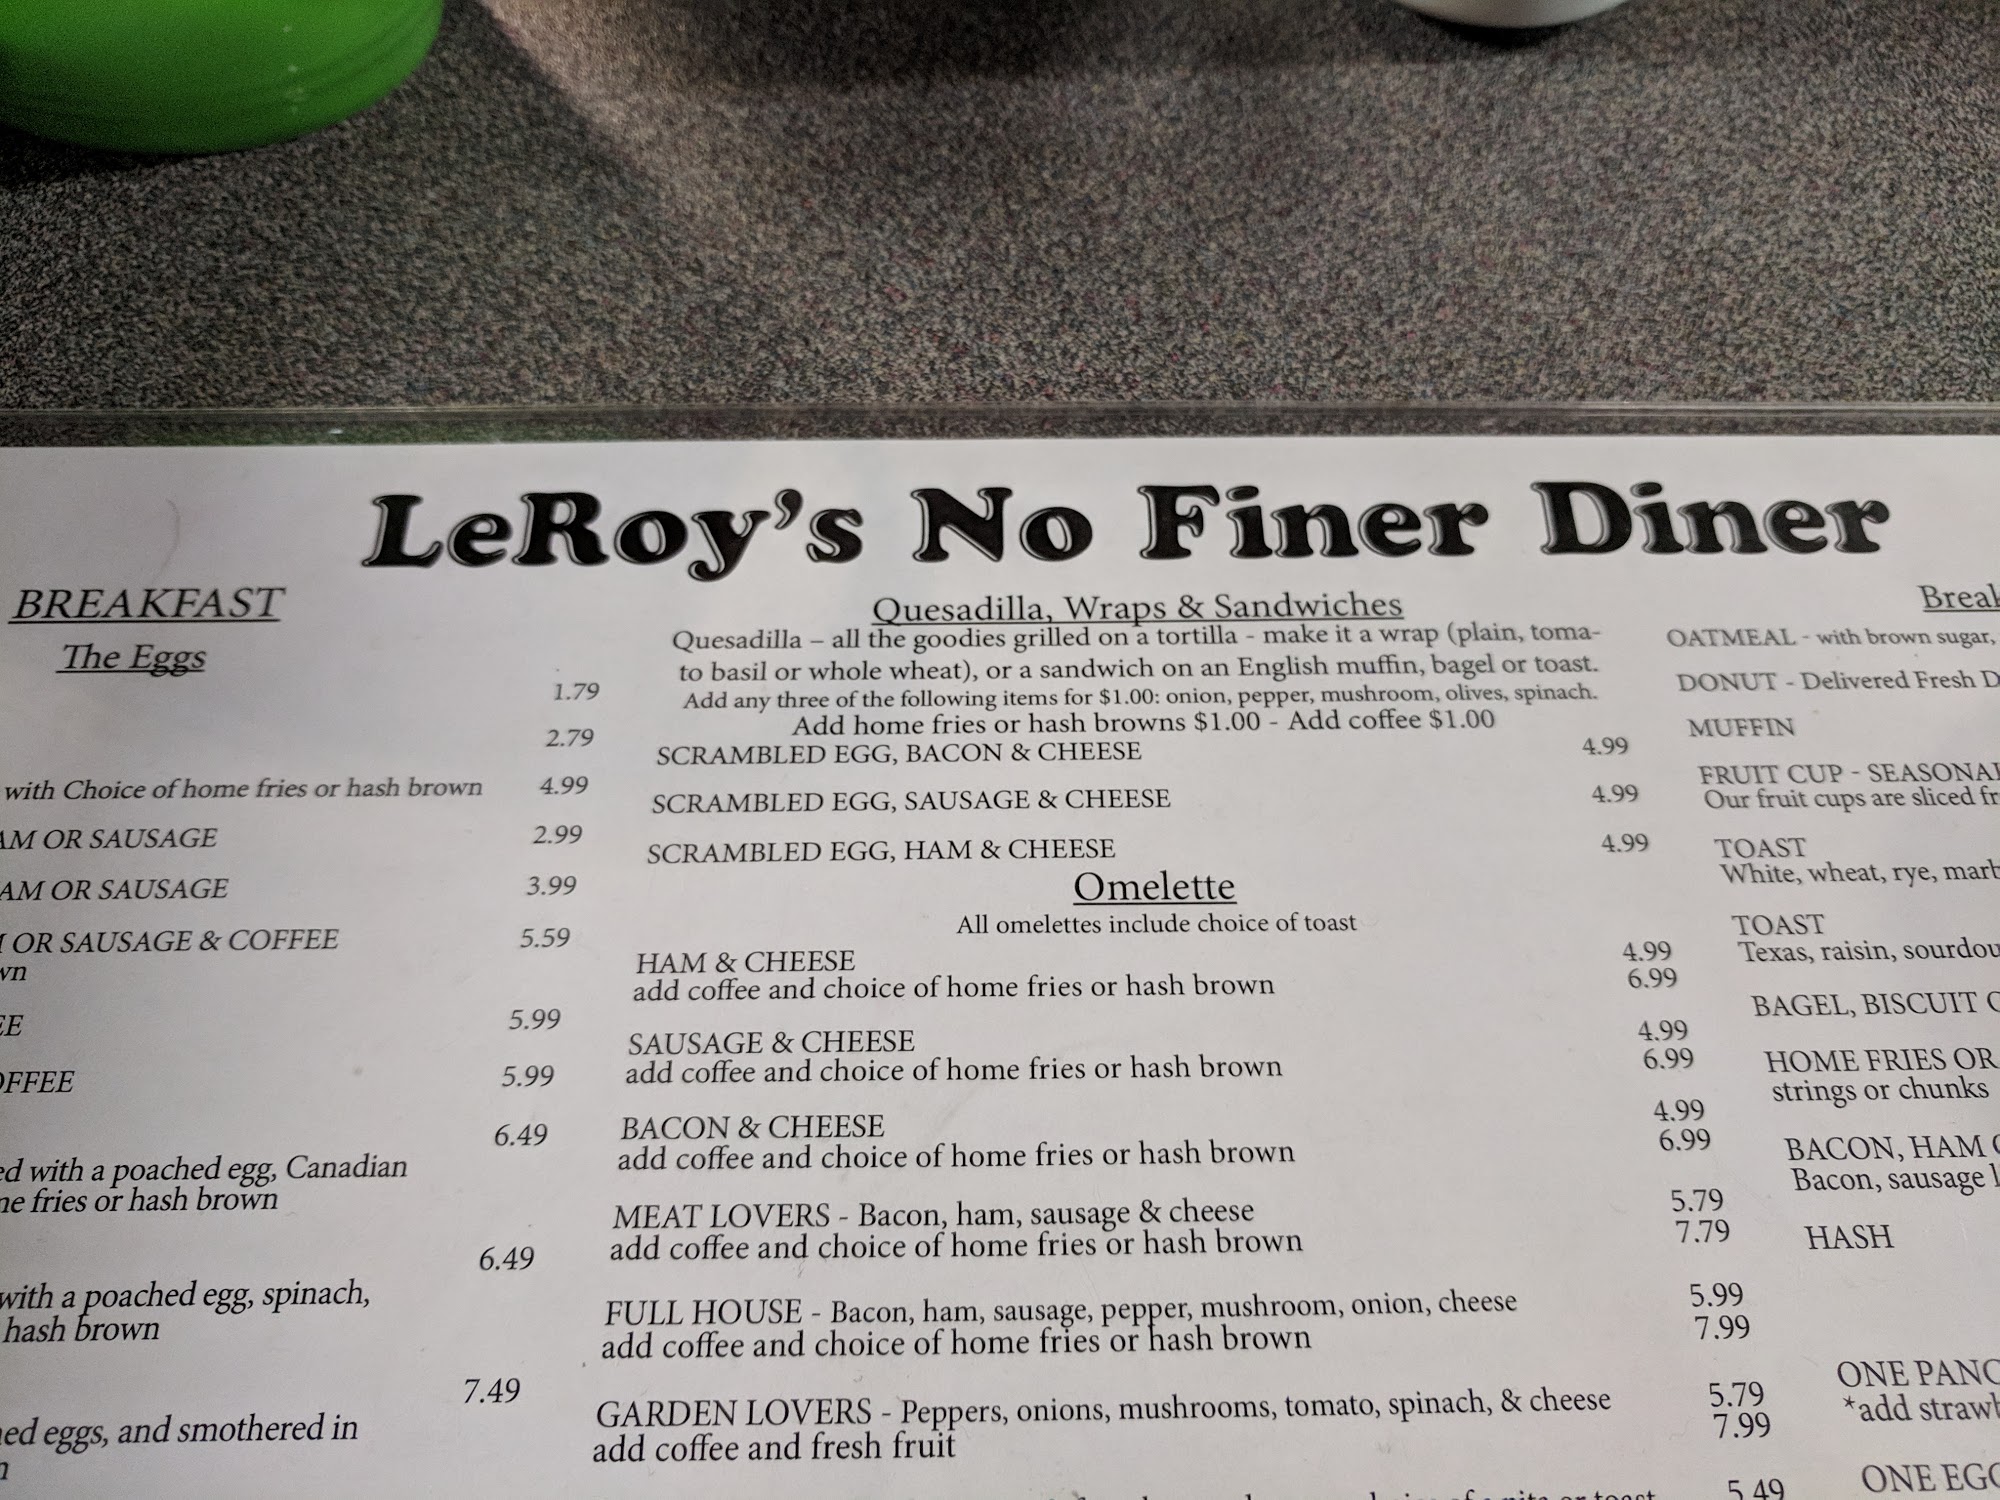 LeRoy's No Finer Diner
BREAKFAST
The Eggs
1.79
2.79
with Choice of home fries or hash brown 4.99
OR SAUSAGE 2.99
OR SAUSAGE 3.99
OR SAUSAGE & COFFEE 5.59
5.99
5.99
6.49
with a poached egg, Canadian
fries or hash brown
6.49
with a poached egg, spinach,
hash brown
7.49
eggs, and smothered in
Quesadilla, Wraps & Sandwiches
Quesadilla – all the goodies grilled on a tortilla - make it a wrap (plain, toma-
to basil or whole wheat), or a sandwich on an English muffin, bagel or toast.
Add any three of the following items for $1.00: onion, pepper, mushroom, olives, spinach.
Add home fries or hash browns $1.00 - Add coffee $1.00
SCRAMBLED EGG, BACON & CHEESE 4.99
SCRAMBLED EGG, SAUSAGE & CHEESE 4.99
SCRAMBLED EGG, HAM & CHEESE 4.99
Omelette
All omelettes include choice of toast
HAM & CHEESE 4.99
add coffee and choice of home fries or hash brown 6.99
SAUSAGE & CHEESE 4.99
add coffee and choice of home fries or hash brown 6.99
BACON & CHEESE 4.99
add coffee and choice of home fries or hash brown 6.99
MEAT LOVERS - Bacon, ham, sausage & cheese 5.79
add coffee and choice of home fries or hash brown 7.79
FULL HOUSE - Bacon, ham, sausage, pepper, mushroom, onion, cheese 5.99
add coffee and choice of home fries or hash brown 7.99
GARDEN LOVERS - Peppers, onions, mushrooms, tomato, spinach, & cheese 5.79
add coffee and fresh fruit 7.99
5.49
OATMEAL - with brown sugar,
DONUT - Delivered Fresh
MUFFIN
FRUIT CUP - SEASONAL
Our fruit cups are sliced
TOAST
White, wheat, rye,
TOAST
Texas, raisin,
BAGEL, BISCUIT
HOME FRIES OR
strings or chunks
BACON, HAM
Bacon, sausage
HASH
ONE
*add
ONE